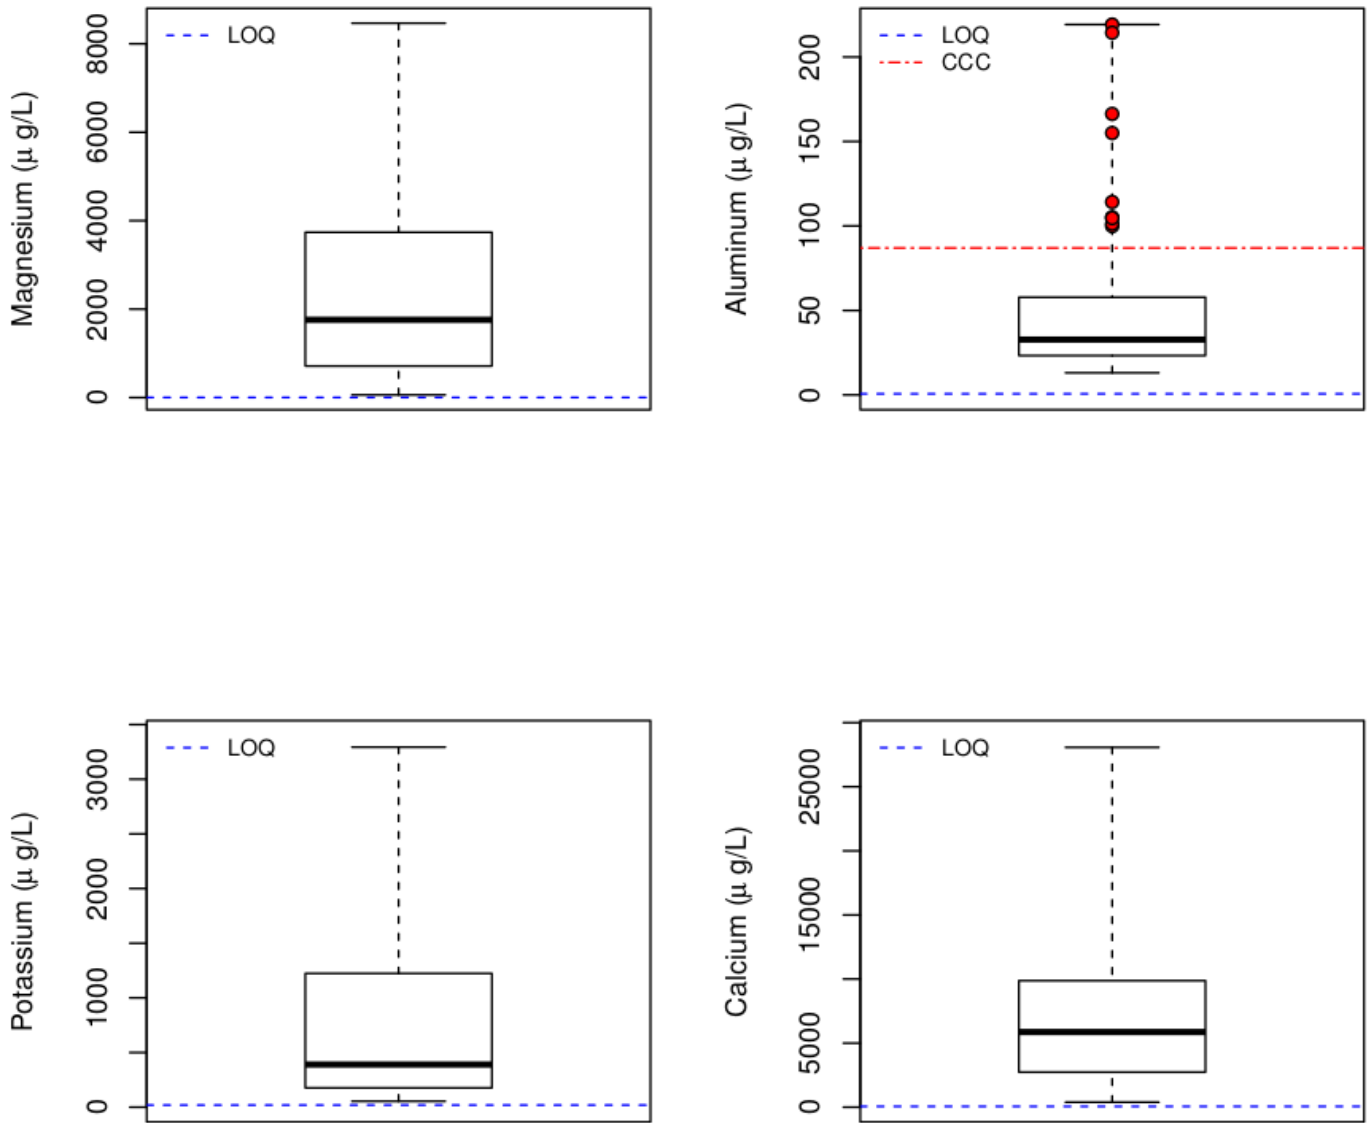 Magnesium (μ g/L)
8000
6000
4000
2000
0
LOQ
Aluminum (μ g/L)
200
150
100
50
0
LOQ
CCC
Potassium (μ g/L)
3000
2000
1000
0
LOQ
Calcium (μ g/L)
25000
15000
5000
0
LOQ